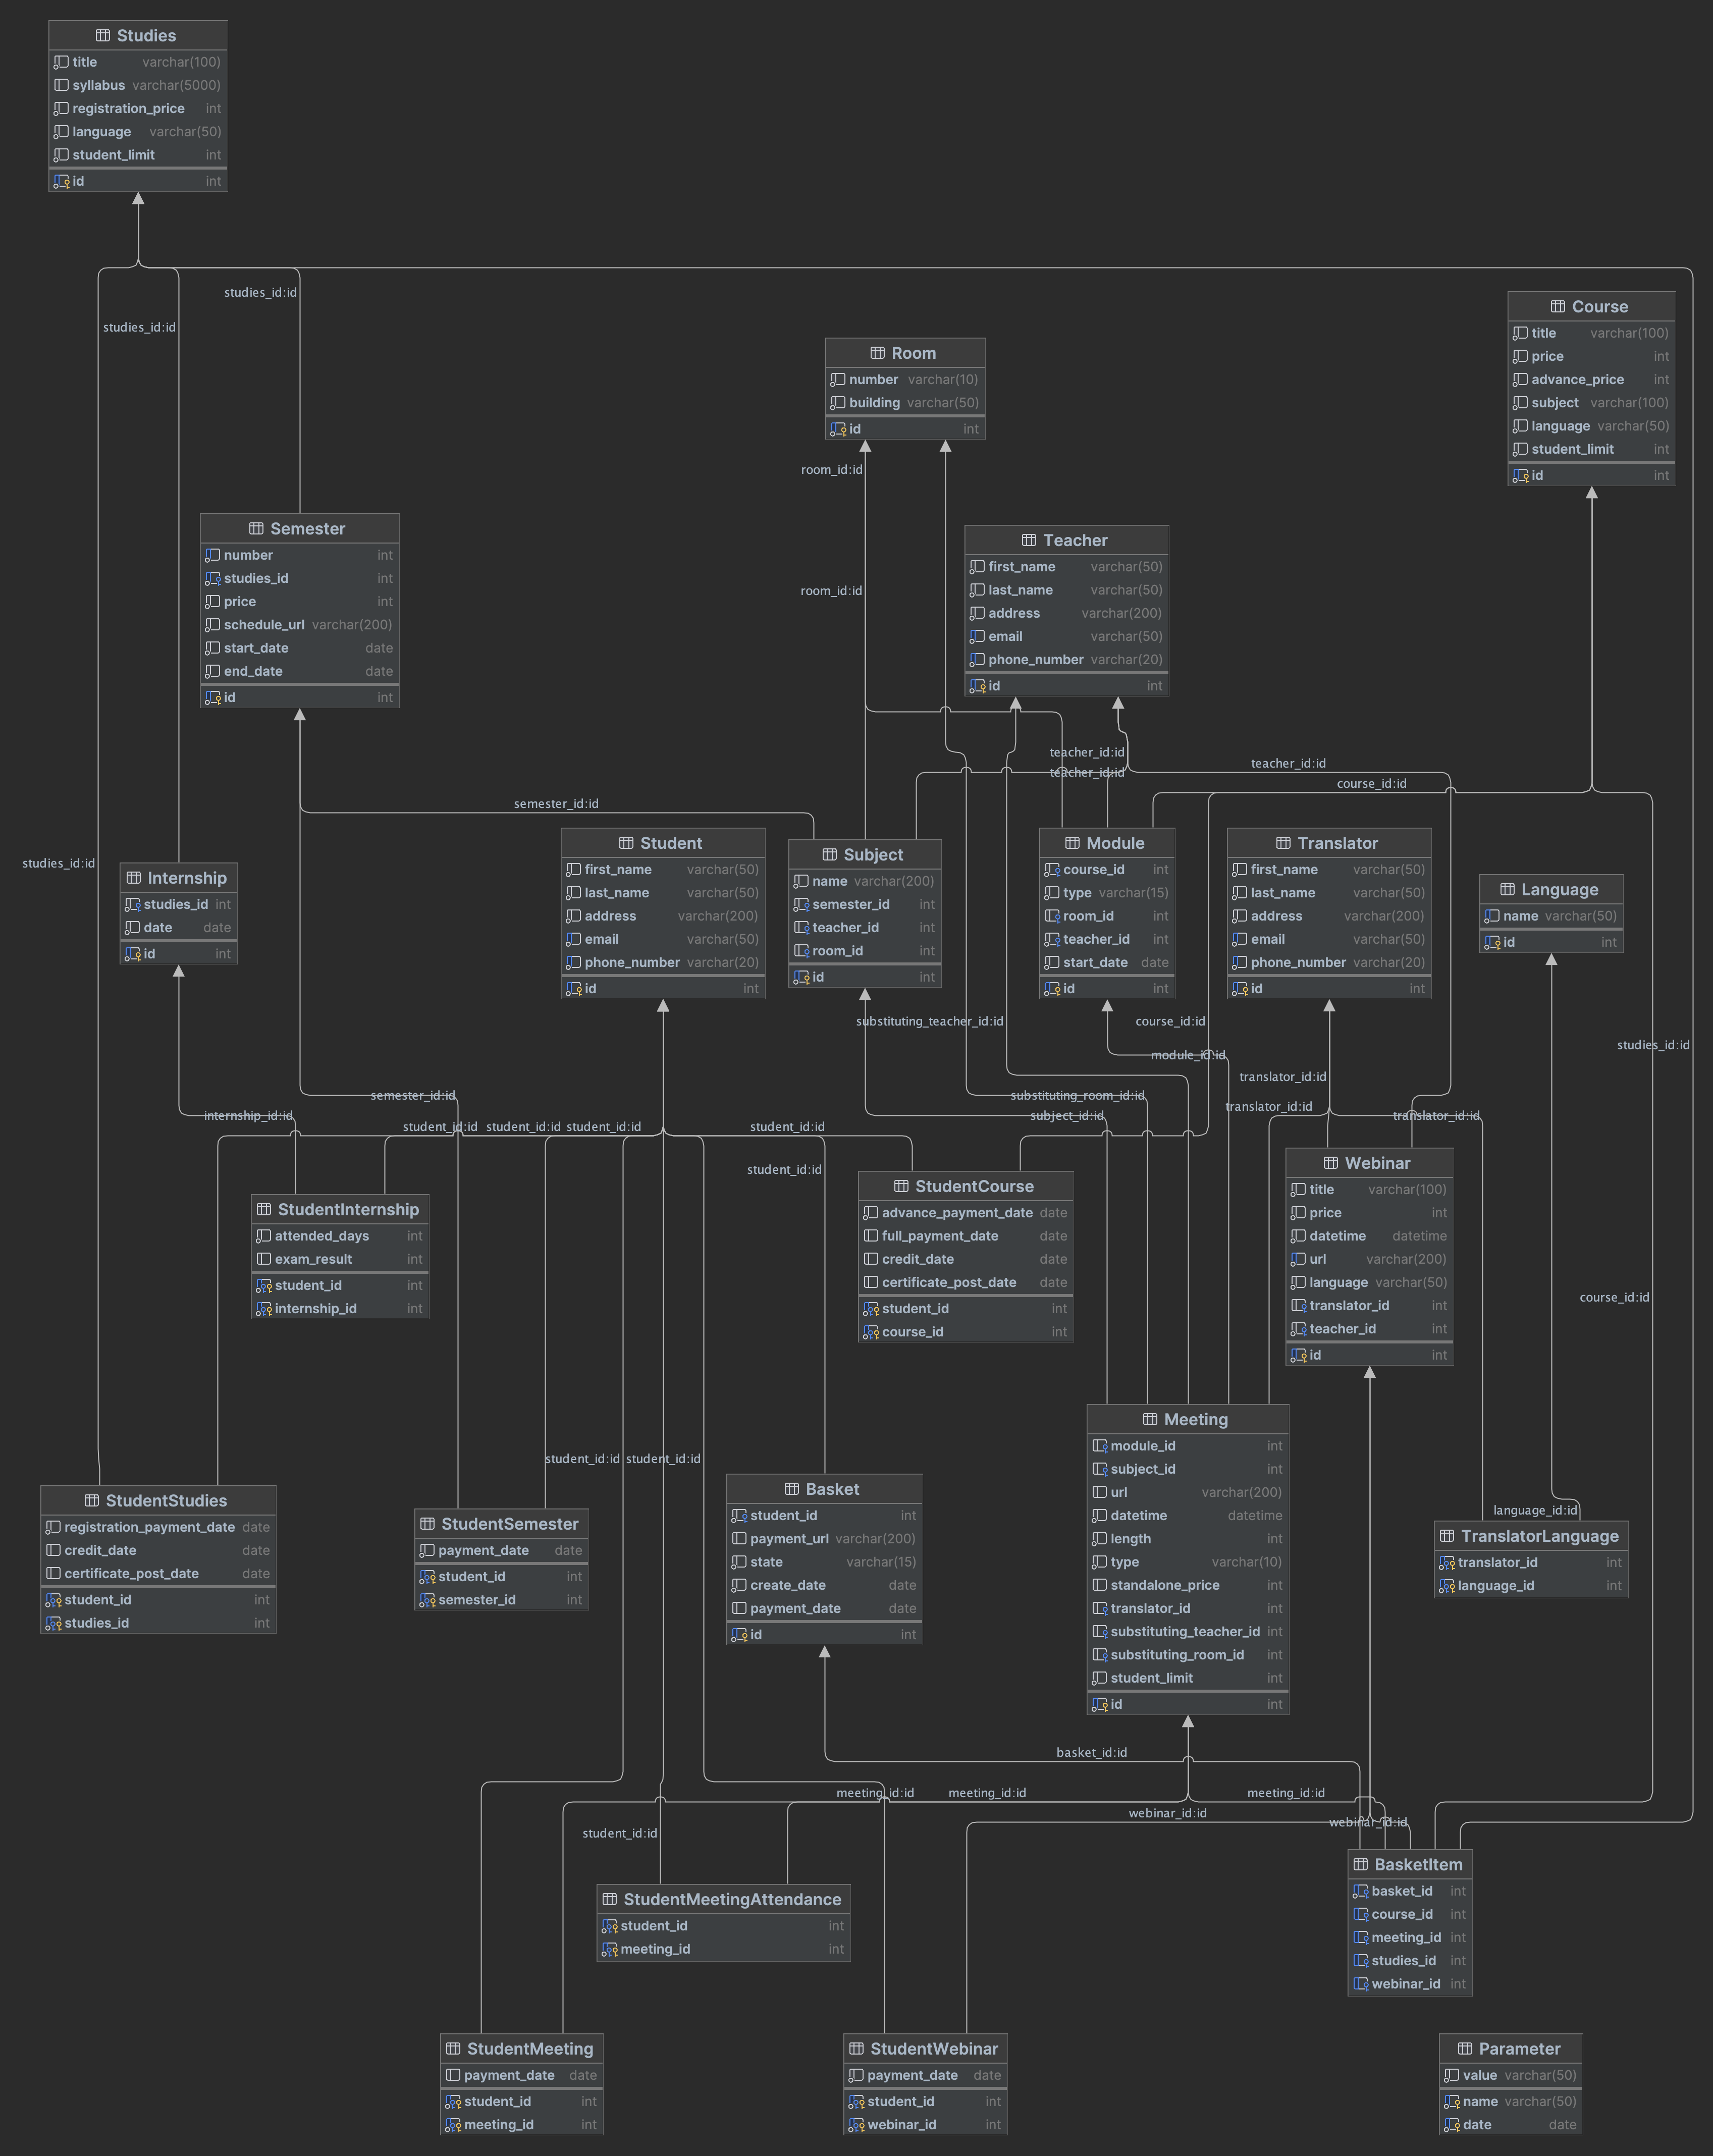 Studies
title varchar(100)
syllabus varchar(5000)
registration_price int
language varchar(50)
student_limit int
id int
studies_id:id
studies_id:id
Course
title varchar(100)
price int
advance_price int
subject varchar(100)
language varchar(50)
student_limit int
id int
Room
number varchar(10)
building varchar(50)
id int
room_id:id
room_id:id
Semester
number int
studies_id int
price int
schedule_url varchar(200)
start_date date
end_date date
id int
Teacher
first_name varchar(50)
last_name varchar(50)
address varchar(200)
email varchar(50)
phone_number varchar(20)
id int
teacher_id:id
teacher_id:id
teacher_id:id
course_id:id
semester_id:id
studies_id:id
Internship
studies_id int
date date
id int
Student
first_name varchar(50)
last_name varchar(50)
address varchar(200)
email varchar(50)
phone_number varchar(20)
id int
Subject
name varchar(200)
semester_id int
teacher_id int
room_id int
id int
Module
course_id int
type varchar(15)
room_id int
teacher_id int
start_date date
id int
Translator
first_name varchar(50)
last_name varchar(50)
address varchar(200)
email varchar(50)
phone_number varchar(20)
id int
Language
name varchar(50)
id int
substituting_teacher_id:id
course_id:id
studies_id:id
module_id:id
translator_id:id
semester_id:id
substituting_room_id:id
translator_id:id
internship_id:id
subject_id:id
translator_id:id
student_id:id
student_id:id
student_id:id
student_id:id
student_id:id
StudentInternship
attended_days int
exam_result int
student_id int
internship_id int
StudentCourse
advance_payment_date date
full_payment_date date
credit_date date
certificate_post_date date
student_id int
course_id int
Webinar
title varchar(100)
price int
datetime datetime
url varchar(200)
language varchar(50)
translator_id int
teacher_id int
id int
course_id:id
student_id:id
student_id:id
StudentStudies
registration_payment_date date
credit_date date
certificate_post_date date
student_id int
studies_id int
StudentSemester
payment_date date
student_id int
semester_id int
Basket
student_id int
payment_url varchar(200)
state varchar(15)
create_date date
payment_date date
id int
Meeting
module_id int
subject_id int
url varchar(200)
datetime datetime
length int
type varchar(10)
standalone_price int
translator_id int
substituting_teacher_id int
substituting_room_id int
student_limit int
id int
language_id:id
TranslatorLanguage
translator_id int
language_id int
basket_id:id
meeting_id:id
meeting_id:id
meeting_id:id
webinar_id:id
webinar_id:id
student_id:id
StudentMeetingAttendance
student_id int
meeting_id int
BasketItem
basket_id int
course_id int
meeting_id int
studies_id int
webinar_id int
StudentMeeting
payment_date date
student_id int
meeting_id int
StudentWebinar
payment_date date
student_id int
webinar_id int
Parameter
value varchar(50)
name varchar(50)
date date